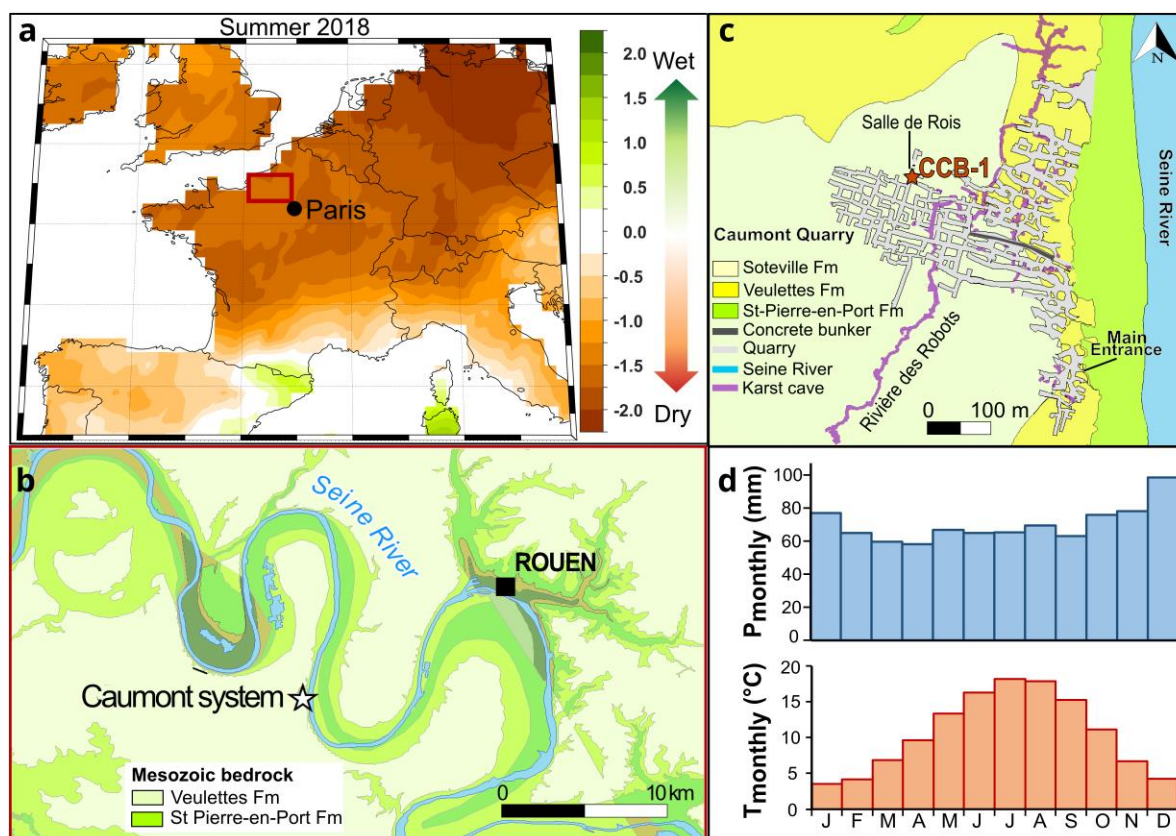 a
Summer 2018
Paris
2.0
1.5
1.0
0.5
0.0
-0.5
-1.0
-1.5
-2.0
Wet
Dry
c
N
Salle de Rois
CCB-1
Seine River
Caumont Quarry
Soteville Fm
Veulettes Fm
St-Pierre-en-Port Fm
Concrete bunker
Quarry
Seine River
Karst cave
Rivière des Robots
Main
Entrance
0 100 m
b
Seine River
ROUEN
Caumont system
Mesozoic bedrock
Veulettes Fm
St Pierre-en-Port Fm
0 10 km
d
Pmonthly (mm)
100
80
60
40
20
0
Tmonthly (°C)
20
15
10
5
0
J F M A M J J A S O N D